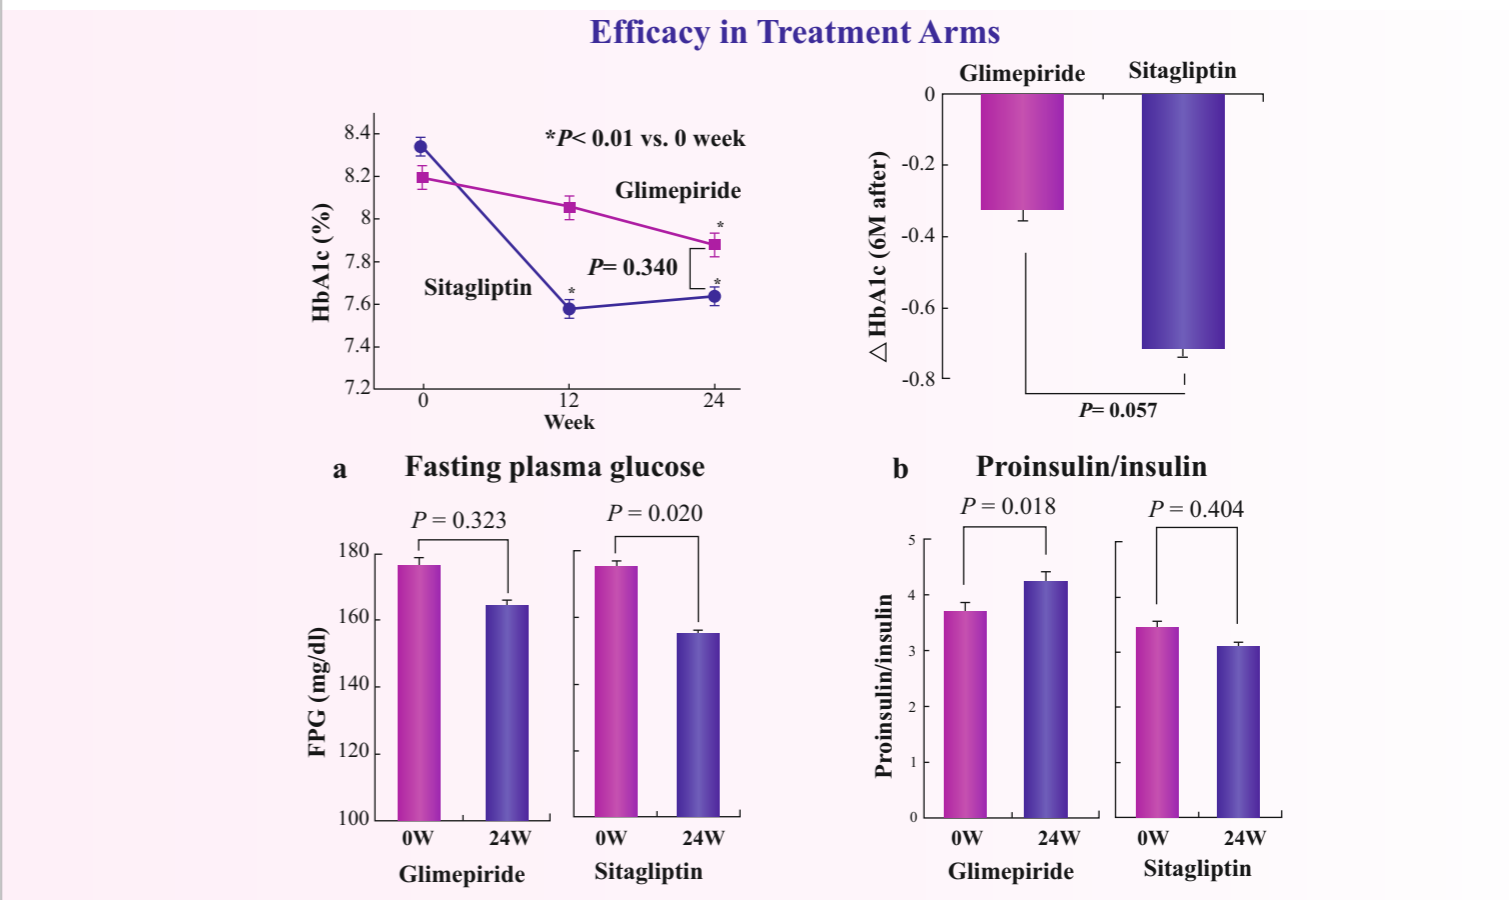 Efficacy in Treatment Arms
8.4
8.2
8
7.8
7.6
7.4
7.2
HbA1c (%)
*P< 0.01 vs. 0 week
Glimepiride
*
P= 0.340
Sitagliptin
*
*
0 12 24
Week
Glimepiride Sitagliptin
0
-0.2
-0.4
-0.6
-0.8
△ HbA1c (6M after)
P= 0.057
a Fasting plasma glucose
P = 0.323 P = 0.020
180
160
140
120
100
FPG (mg/dl)
0W 24W 0W 24W
Glimepiride Sitagliptin
b Proinsulin/insulin
P = 0.018 P = 0.404
5
4
3
2
1
0
Proinsulin/insulin
0W 24W 0W 24W
Glimepiride Sitagliptin